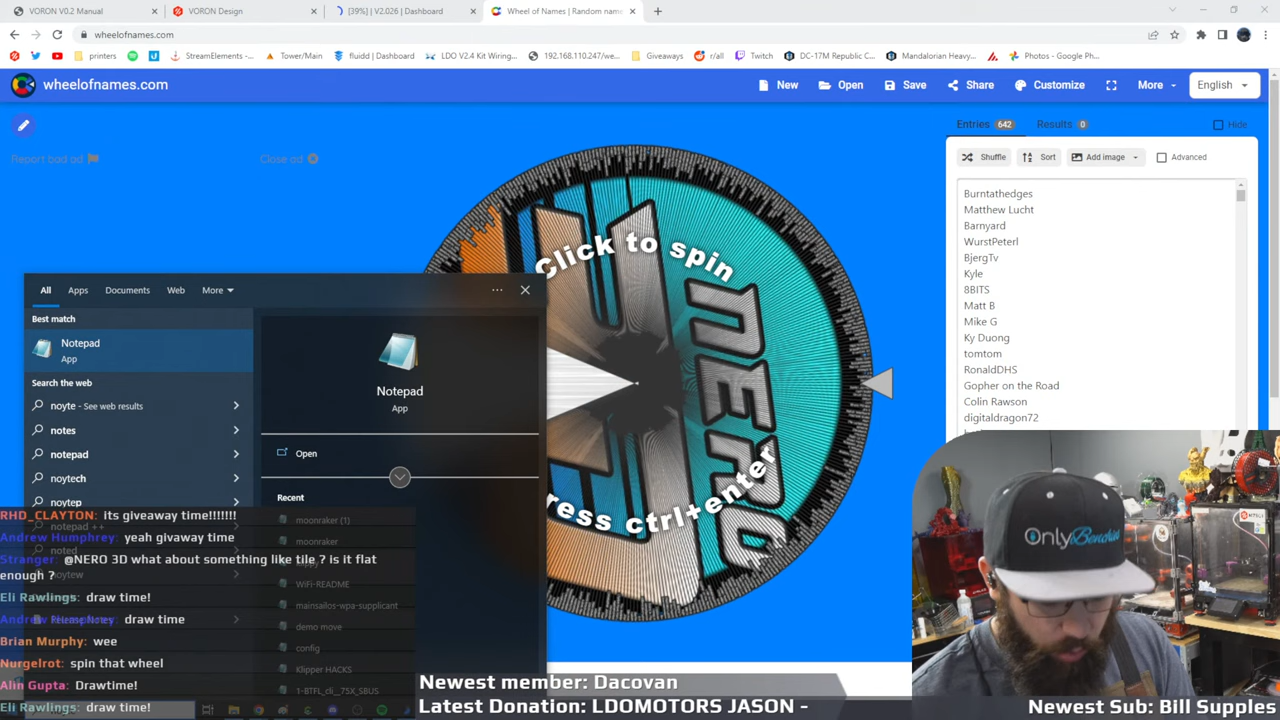 VORON V0.2 Manual
VORON Design
[39%] | V2.026 | Dashboard
Wheel of Names | Random name
wheelofnames.com
printers
StreamElements -...
Tower/Main
fluidd | Dashboard
LDO V2.4 Kit Wiring...
192.168.110.247/we...
Giveaways
r/all
Twitch
DC-17M Republic C...
Mandalorian Heavy...
Photos - Google Ph...
wheelofnames.com
New
Open
Save
Share
Customize
More
English
Report bad ad
Close ad
Entries 642
Results 0
Hide
Shuffle
Sort
Add image
Advanced
Burntathedges
Matthew Lucht
Barnyard
WurstPeterl
BjergTv
Kyle
8BITS
Matt B
Mike G
Ky Duong
tomtom
RonaldDHS
Gopher on the Road
Colin Rawson
digitaldragon72
Click to spin
press ctrl+enter
NERO
All
Apps
Documents
Web
More
Best match
Notepad
App
Search the web
noyte - See web results
notes
notepad
noytech
noytep
notepad ++
noted
noytew
Release Notes
Notepad
App
Open
Recent
moonraker (1)
moonraker
WiFi-README
mainsailos-wpa-supplicant
demo move
config
Klipper HACKS
1-BTFL_cli__75X_SBUS
RHD_CLAYTON: its giveaway time!!!!!!!
Andrew Humphrey: yeah givaway time
Stranger: @NERO 3D what about something like tile ? is it flat
enough ?
Eli Rawlings: draw time!
Andrew Humphrey: draw time
Brian Murphy: wee
Nurgelrot: spin that wheel
Alin Gupta: Drawtime!
Eli Rawlings: draw time!
OnlyBenchies
Newest member: Dacovan
Latest Donation: LDOMOTORS JASON -
Newest Sub: Bill Supples